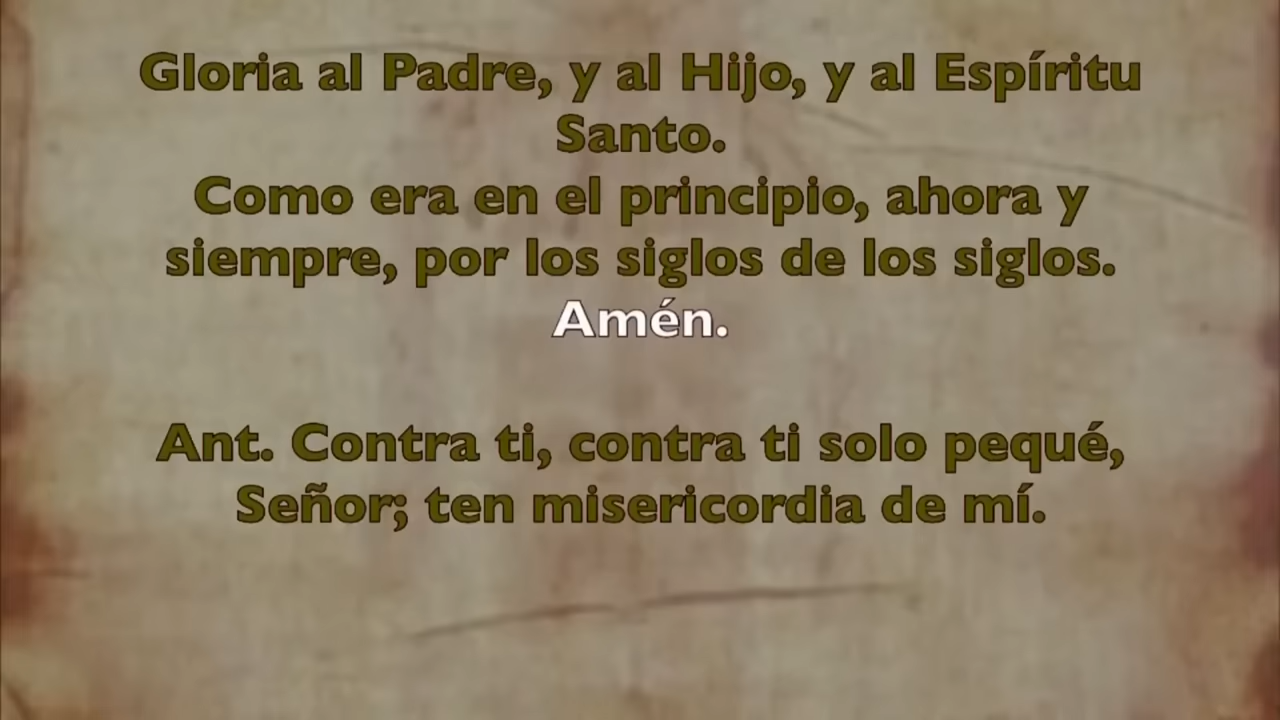 Gloria al Padre, y al Hijo, y al Espíritu
Santo.
Como era en el principio, ahora y
siempre, por los siglos de los siglos.
Amén.
Ant. Contra ti, contra ti solo pequé,
Señor; ten misericordia de mí.